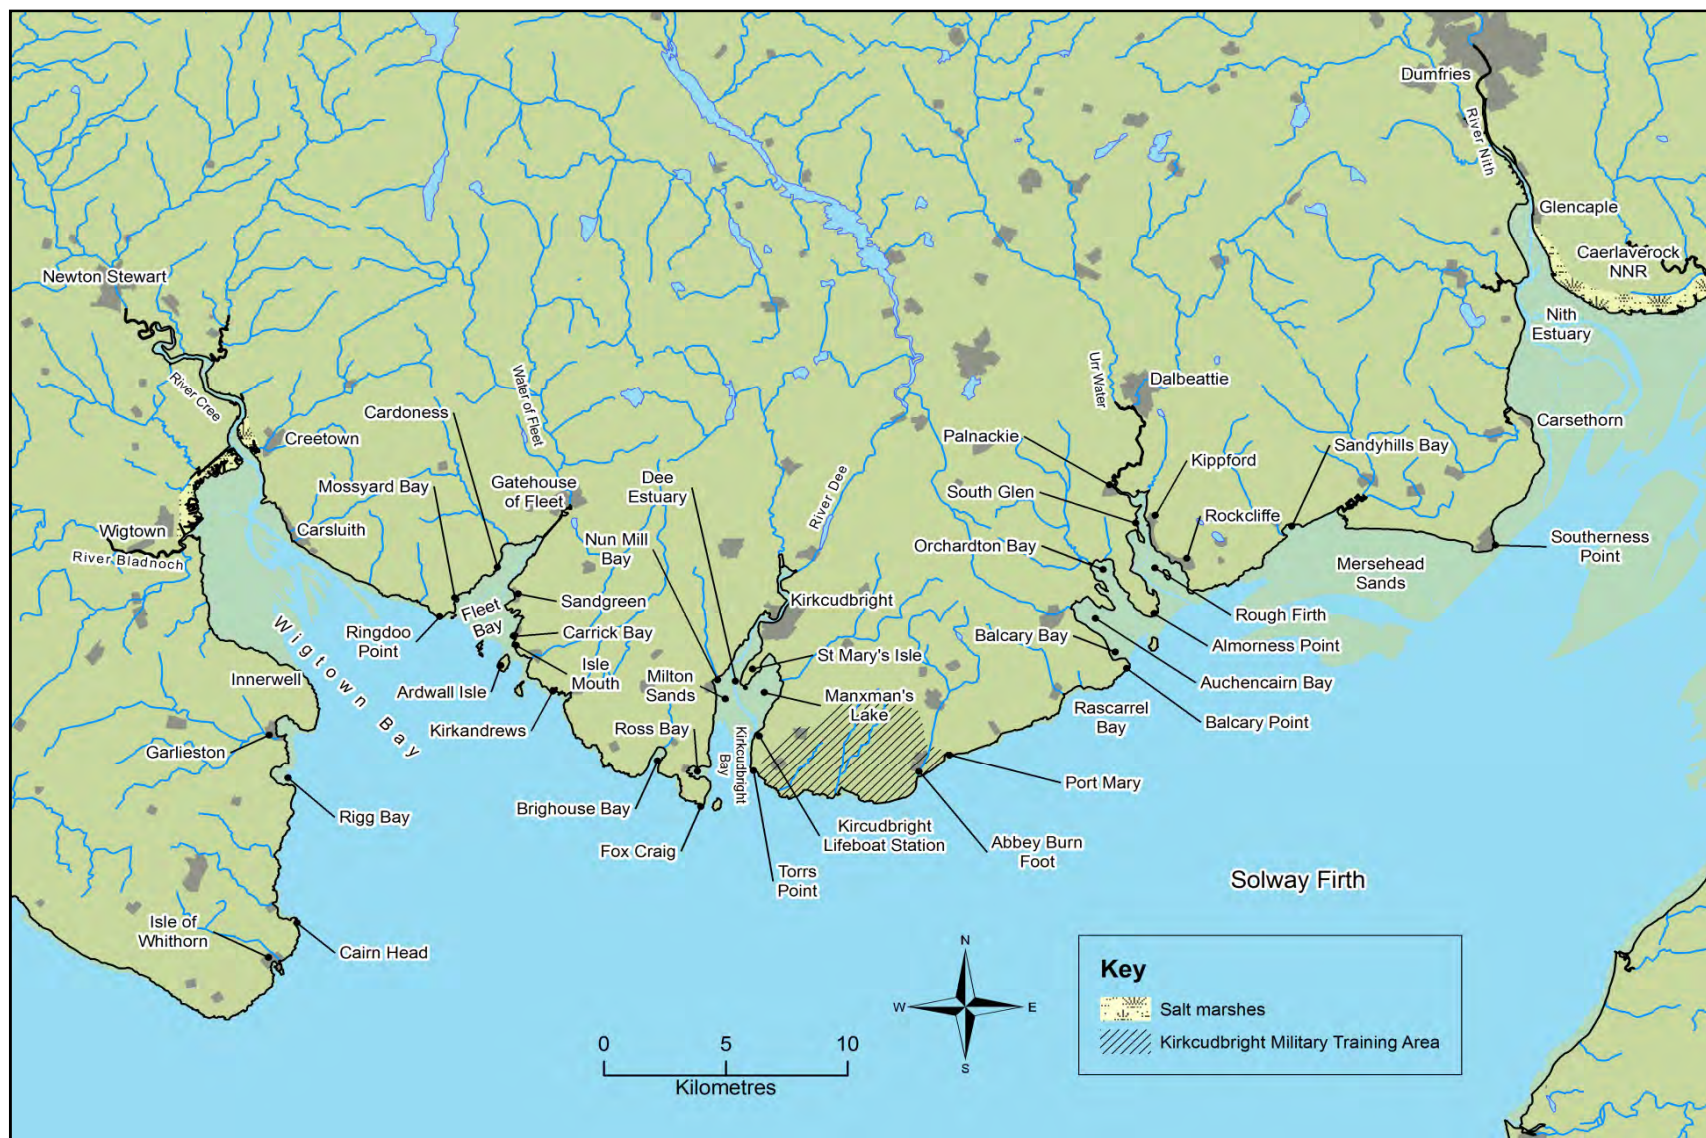 Dumfries
River Nith
Glencaple
Caerlaverock
NNR
Newton Stewart
Nith
Estuary
River Cree
Water of Fleet
Urr Water
Dalbeattie
Cardoness
Creetown
Carsethorn
Palnackie
Sandyhills Bay
Kippford
Mossyard Bay
Gatehouse
of Fleet
Dee
Estuary
River Dee
South Glen
Rockcliffe
Wigtown
Carsluith
River Bladnoch
Nun Mill
Bay
Orchardton Bay
Southerness
Point
Mersehead
Sands
Sandgreen
Kirkcudbright
Rough Firth
Fleet
Bay
Ringdoo
Point
Carrick Bay
Balcary Bay
Almorness Point
Wigtown Bay
St Mary's Isle
Isle
Mouth
Innerwell
Ardwall Isle
Milton
Sands
Manxman's
Lake
Auchencairn Bay
Rascarrel
Bay
Balcary Point
Kirkandrews
Ross Bay
Kirkcudbright
Bay
Garlieston
Port Mary
Rigg Bay
Brighouse Bay
Kircudbright
Lifeboat Station
Abbey Burn
Foot
Fox Craig
Torrs
Point
Solway Firth
Isle of
Whithorn
Cairn Head
N
W
E
S
Key
Salt marshes
Kirkcudbright Military Training Area
0 5 10
Kilometres